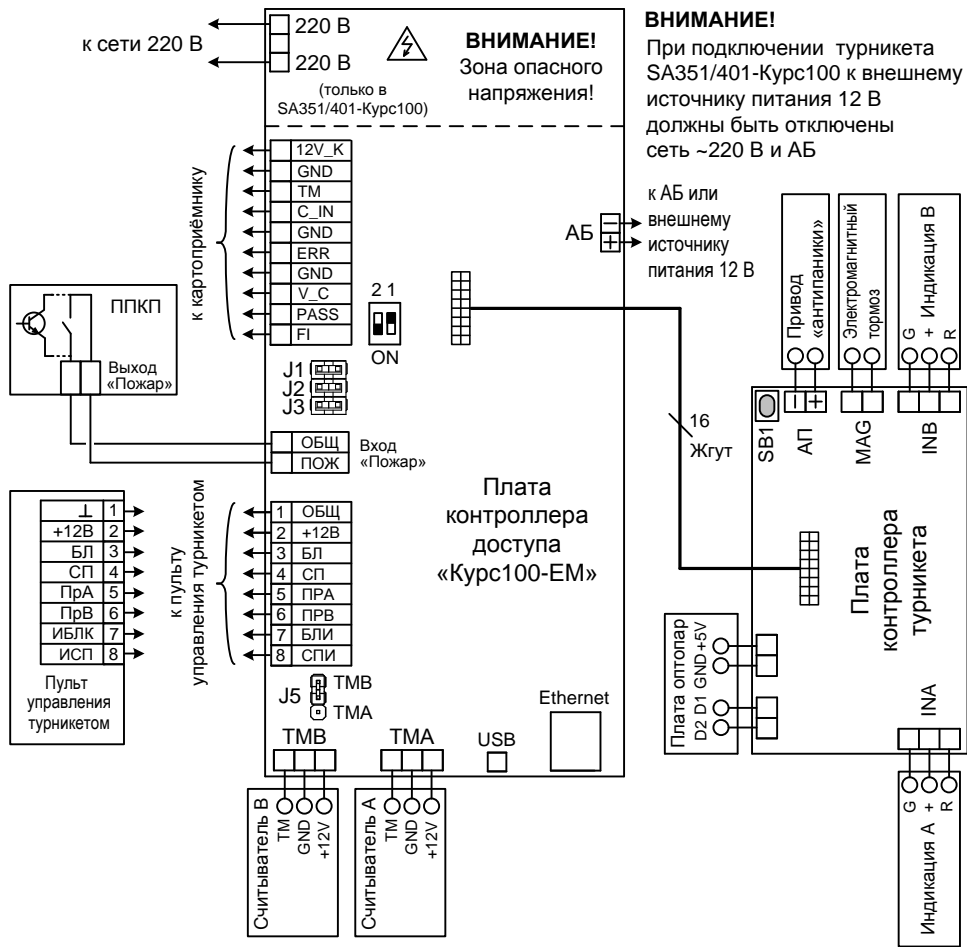 к сети 220 В
220 В
220 В
(только в
SA351/401-Курс100)
ВНИМАНИЕ!
Зона опасного
напряжения!
ВНИМАНИЕ!
При подключении турникета
SA351/401-Курс100 к внешнему
источнику питания 12 В
должны быть отключены
сеть ~220 В и АБ
к картоприёмнику
12V_K
GND
TM
C_IN
GND
ERR
GND
V_C
PASS
FI
2 1
ON
АБ
−
+
к АБ или
внешнему
источнику
питания 12 В
ППКП
Выход
«Пожар»
J1
J2
J3
ОБЩ
ПОЖ
Вход
«Пожар»
⊥ 1
+12В 2
БЛ 3
СП 4
ПрА 5
ПрВ 6
ИБЛК 7
ИСП 8
Пульт
управления
турникетом
к пульту
управления турникетом
1 ОБЩ
2 +12В
3 БЛ
4 СП
5 ПРА
6 ПРВ
7 БЛИ
8 СПИ
Плата
контроллера
доступа
«Курс100-ЕМ»
J5
TMB
TMA
TMB
TMA
USB
Ethernet
Считыватель В
TM
GND
+12V
Считыватель А
TM
GND
+12V
16
Жгут
Привод
«антипаники»
Электромагнитный
тормоз
Индикация В
G
+
R
SB1
−
+
АП
MAG
INB
Плата
контроллера
турникета
Плата оптопар
D2 D1 GND+5V
INA
G
+
R
Индикация А